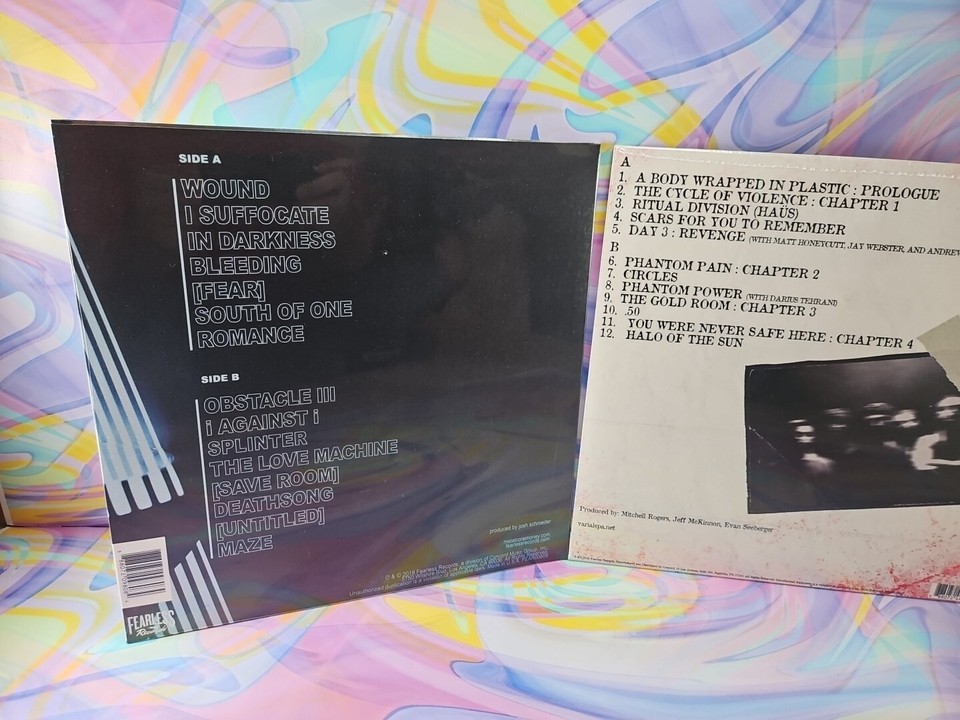 SIDE A
WOUND
I SUFFOCATE
IN DARKNESS
BLEEDING
[FEAR]
SOUTH OF ONE
ROMANCE
SIDE B
OBSTACLE III
i AGAINST i
SPLINTER
THE LOVE MACHINE
[SAVE ROOM]
DEATHSONG
[UNTITLED]
MAZE
produced by josh schroeder
fearlessrecords.com
FEARLESS
Records
A
1. A BODY WRAPPED IN PLASTIC : PROLOGUE
2. THE CYCLE OF VIOLENCE : CHAPTER 1
3. RITUAL DIVISION (HAÜS)
4. SCARS FOR YOU TO REMEMBER
5. DAY 3 : REVENGE (WITH MATT HONEYCUTT, JAY WEBSTER, AND ANDREW
B
6. PHANTOM PAIN : CHAPTER 2
7. CIRCLES
8. PHANTOM POWER (WITH DARIUS TEHRANI)
9. THE GOLD ROOM : CHAPTER 3
10. .50
11. YOU WERE NEVER SAFE HERE : CHAPTER 4
12. HALO OF THE SUN
Produced by: Mitchell Rogers, Jeff McKinnon, Evan Seeberger
varialspa.net